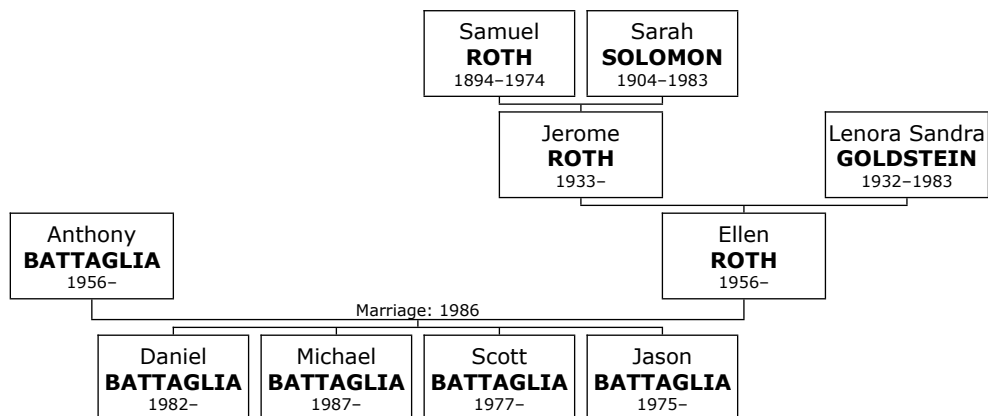 Samuel
ROTH
1894–1974
Sarah
SOLOMON
1904–1983
Jerome
ROTH
1933–
Lenora Sandra
GOLDSTEIN
1932–1983
Anthony
BATTAGLIA
1956–
Ellen
ROTH
1956–
Marriage: 1986
Daniel
BATTAGLIA
1982–
Michael
BATTAGLIA
1987–
Scott
BATTAGLIA
1977–
Jason
BATTAGLIA
1975–